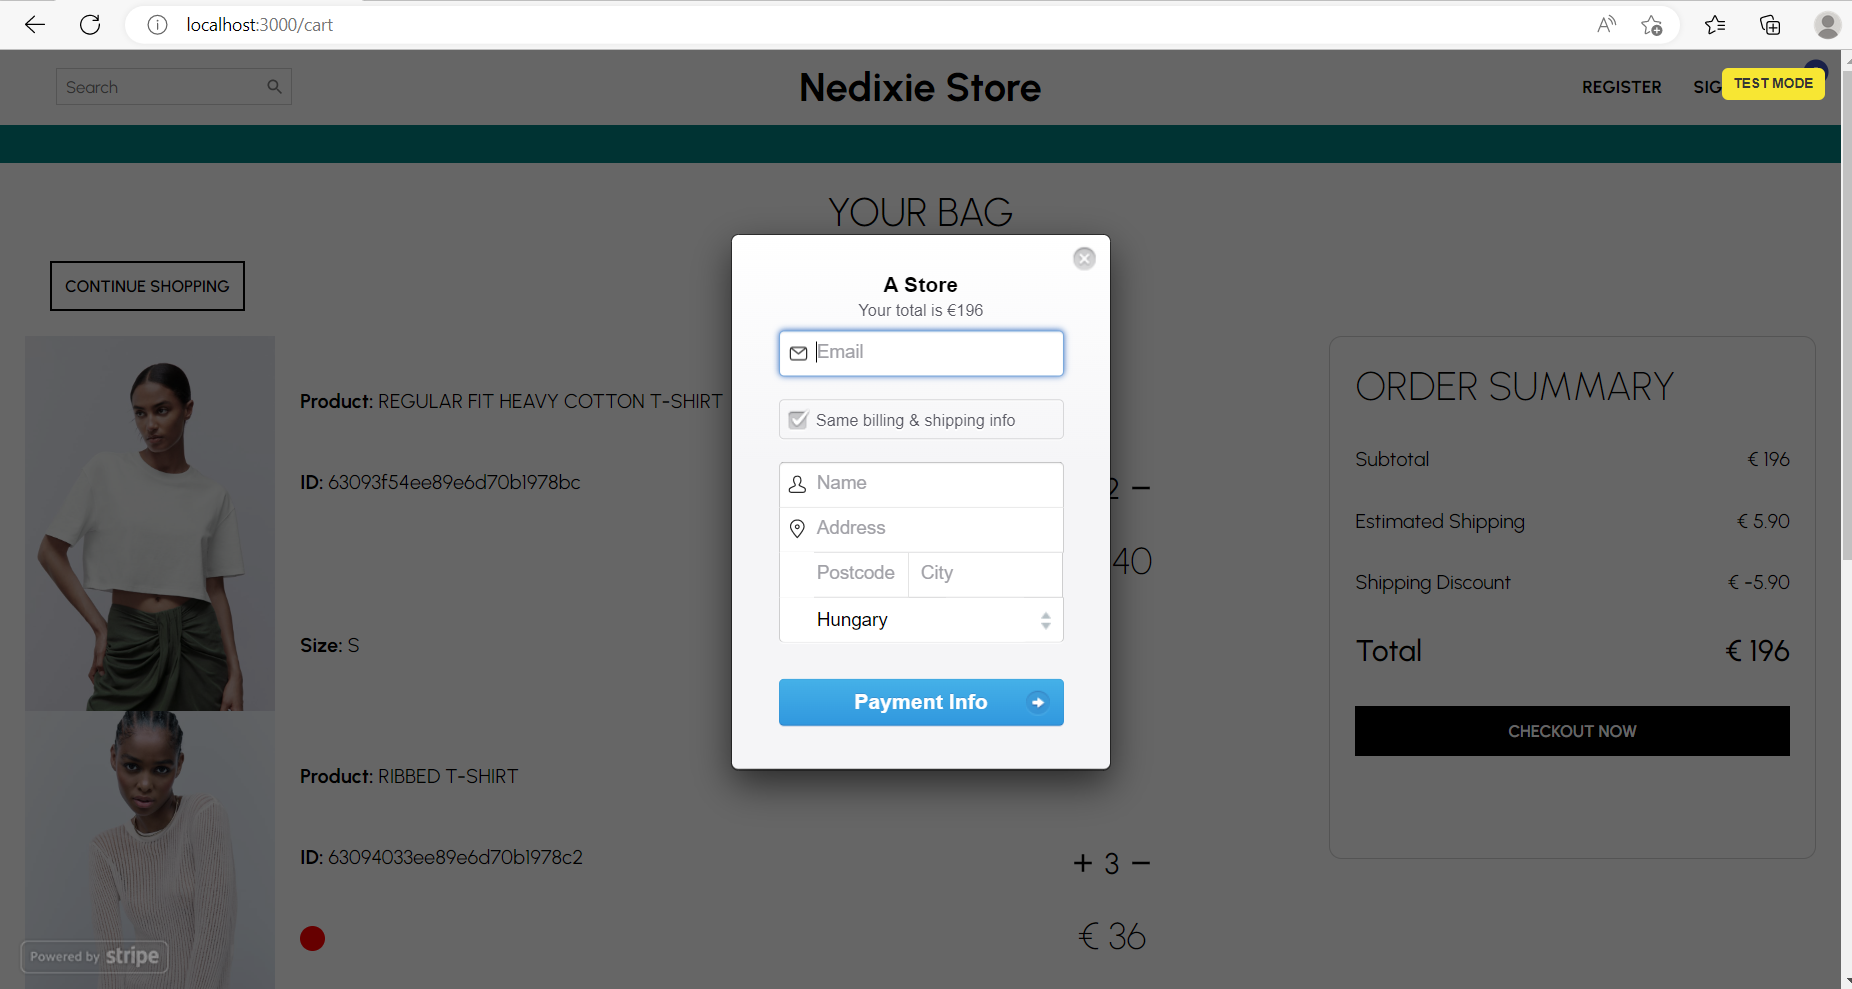 localhost:3000/cart
Search
Nedixie Store
REGISTER
SIG
TEST MODE
YOUR BAG
CONTINUE SHOPPING
A Store
Your total is €196
Email
Same billing & shipping info
Name
Address
Postcode City
Hungary
Payment Info
Product: REGULAR FIT HEAVY COTTON T-SHIRT
ID: 63093f54ee89e6d70b1978bc
2 −
40
Size: S
Product: RIBBED T-SHIRT
ID: 63094033ee89e6d70b1978c2
+ 3 −
€ 36
ORDER SUMMARY
Subtotal € 196
Estimated Shipping € 5.90
Shipping Discount € -5.90
Total € 196
CHECKOUT NOW
Powered by stripe